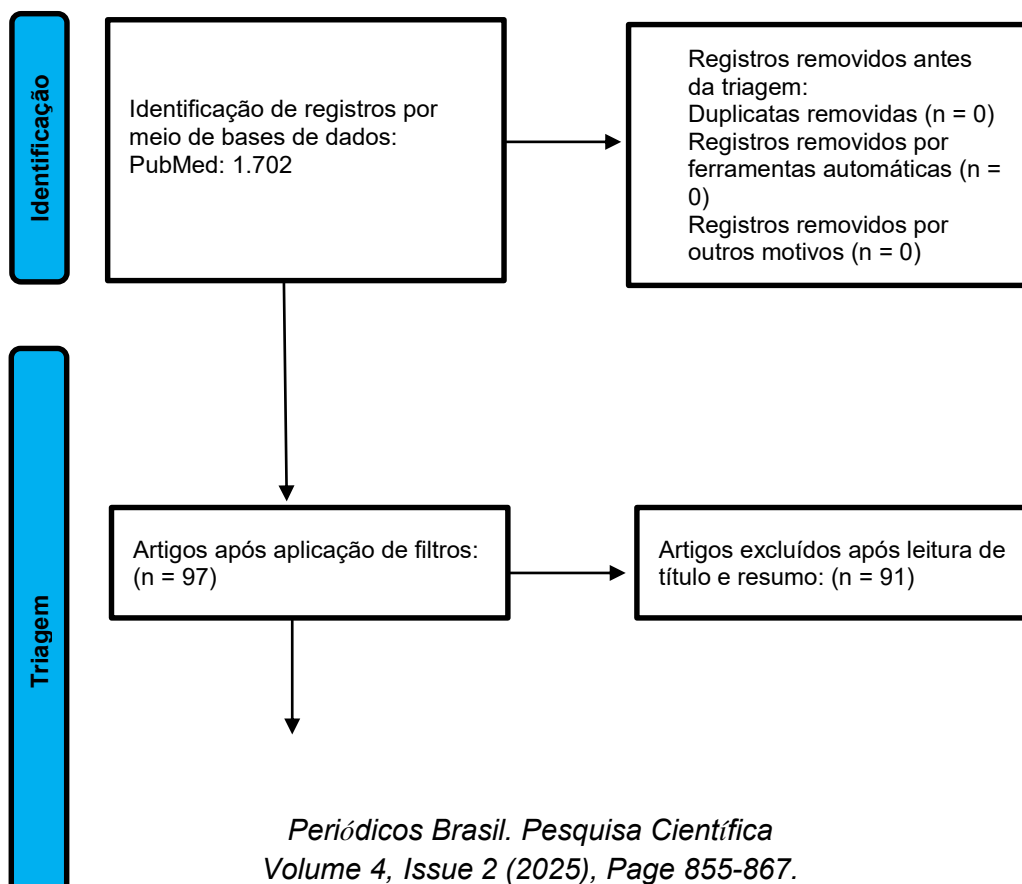 Identificação
Identificação de registros por
meio de bases de dados:
PubMed: 1.702
Registros removidos antes
da triagem:
Duplicatas removidas (n = 0)
Registros removidos por
ferramentas automáticas (n =
0)
Registros removidos por
outros motivos (n = 0)
Triagem
Artigos após aplicação de filtros:
(n = 97)
Artigos excluídos após leitura de
título e resumo: (n = 91)
Periódicos Brasil. Pesquisa Científica
Volume 4, Issue 2 (2025), Page 855-867.